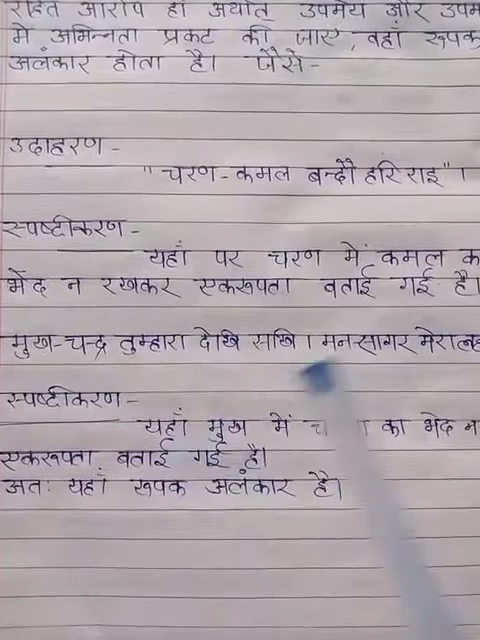 रहित आरोप हो अर्थात् उपमेय और उपम
मे अभिन्नता प्रकट की जाए, वहाँ रूपक
अलंकार होता है। जैसे-
उदाहरण-
"चरण-कमल बन्दौ हरि राइ"।
स्पष्टीकरण-
यहाँ पर चरण में कमल क
भेद न रखकर एकरूपता बताई गई है।
मुख-चन्द्र तुम्हारा देखि सखि। मन सागर मेरा लह
स्पष्टीकरण-
यहाँ मुख में का भेद न
एकरूपता बताई गई है।
अतः यहाँ रूपक अलंकार है।